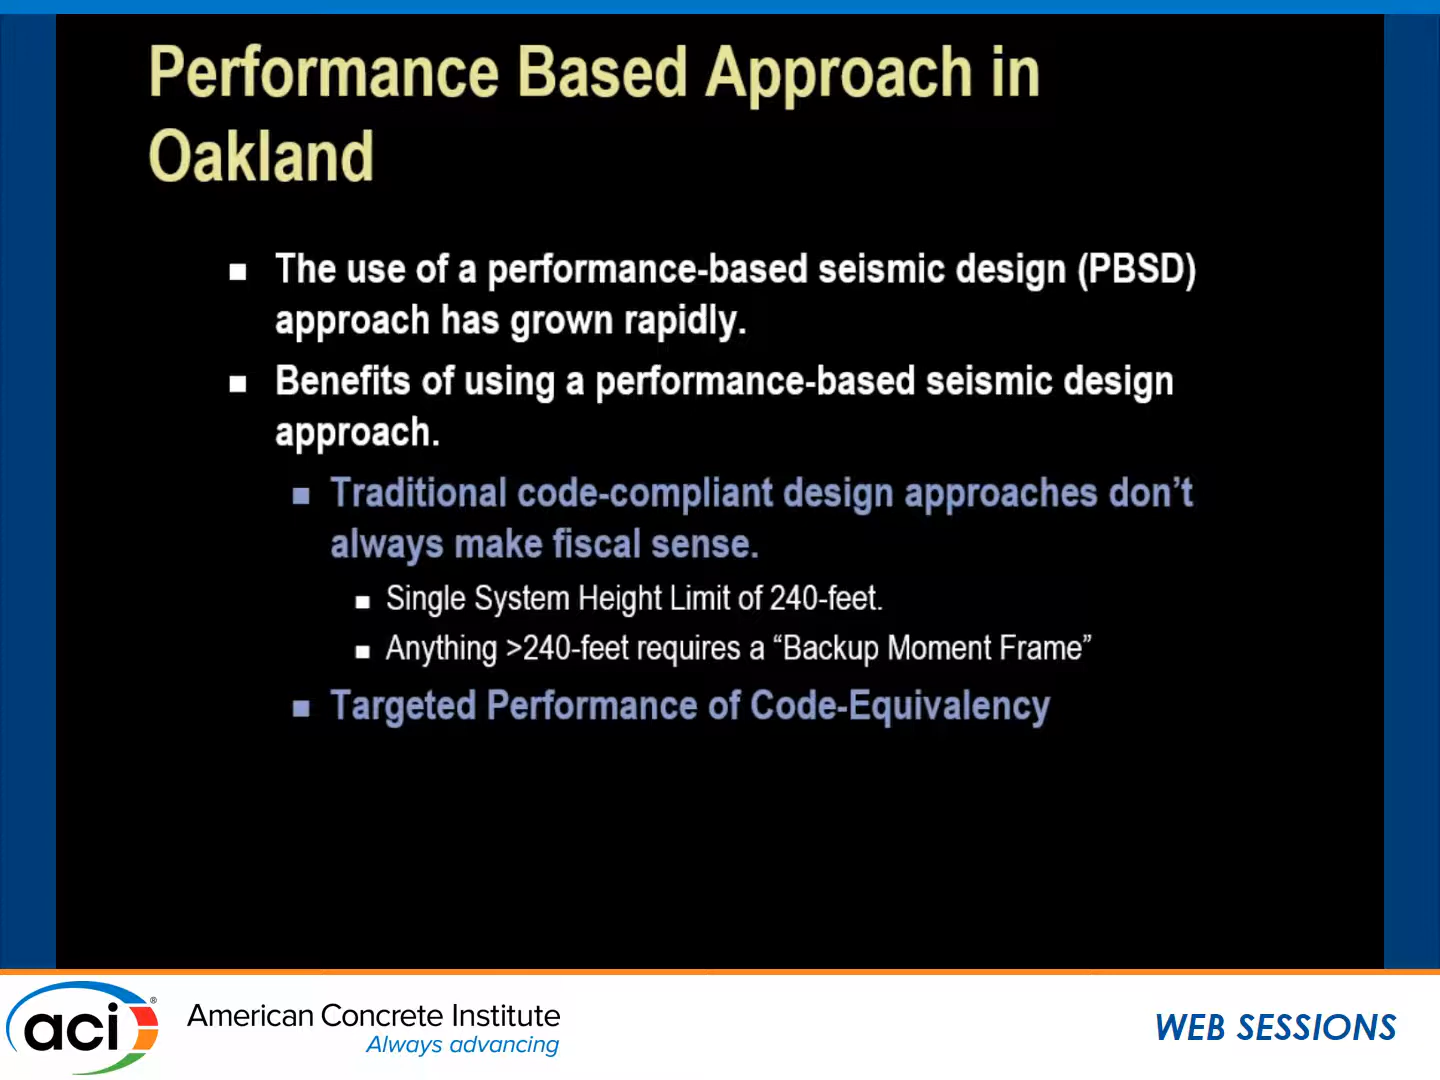 Performance Based Approach in
Oakland
The use of a performance-based seismic design (PBSD)
approach has grown rapidly.
Benefits of using a performance-based seismic design
approach.
Traditional code-compliant design approaches don’t
always make fiscal sense.
Single System Height Limit of 240-feet.
Anything >240-feet requires a “Backup Moment Frame”
Targeted Performance of Code-Equivalency
aci®
American Concrete Institute
Always advancing
WEB SESSIONS